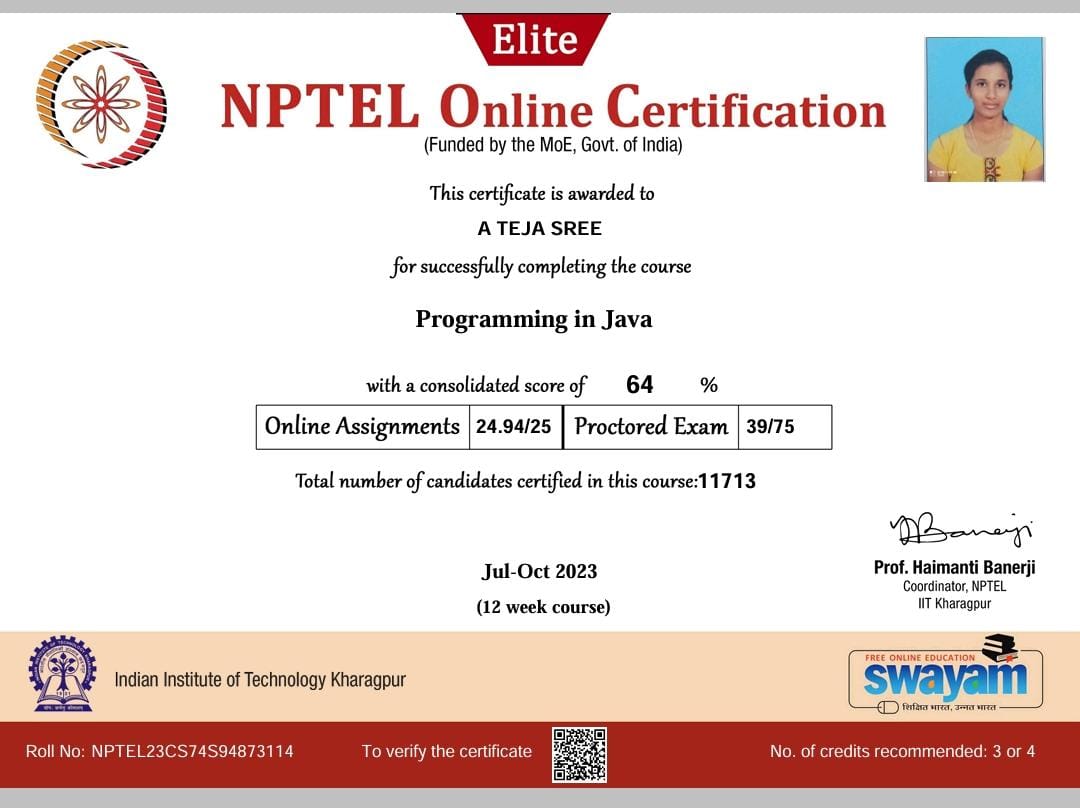 Elite
NPTEL Online Certification
(Funded by the MoE, Govt. of India)
This certificate is awarded to
A TEJA SREE
for successfully completing the course
Programming in Java
with a consolidated score of 64 %
Online Assignments 24.94/25 Proctored Exam 39/75
Total number of candidates certified in this course:11713
Jul-Oct 2023
(12 week course)
Prof. Haimanti Banerji
Coordinator, NPTEL
IIT Kharagpur
Indian Institute of Technology Kharagpur
FREE ONLINE EDUCATION
swayam
शिक्षित भारत, उन्नत भारत
Roll No: NPTEL23CS74S94873114 To verify the certificate No. of credits recommended: 3 or 4